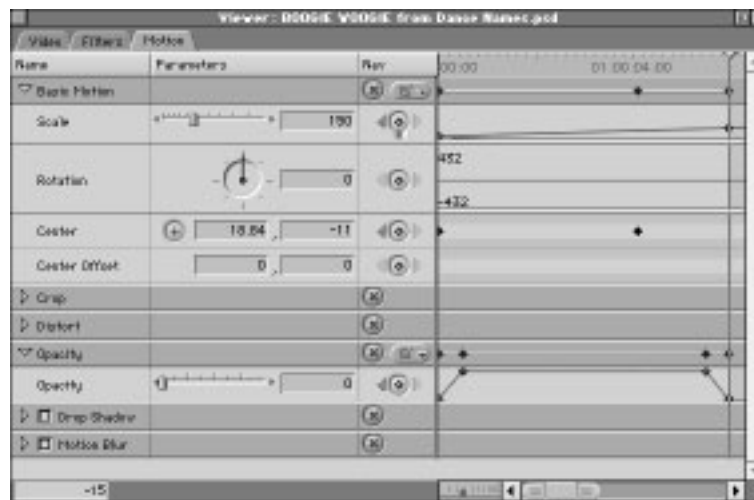 Viewer: BOOGIE WOOGIE from Dance Names.psd
Video Filters Motion
Name Parameters Nav 00:00 01:00:04:00
Basic Motion
Scale 190
Rotation 0 432
-432
Center 18.84 , -11
Center Offset 0 , 0
Crop
Distort
Opacity
Opacity 0
Drop Shadow
Motion Blur
-15